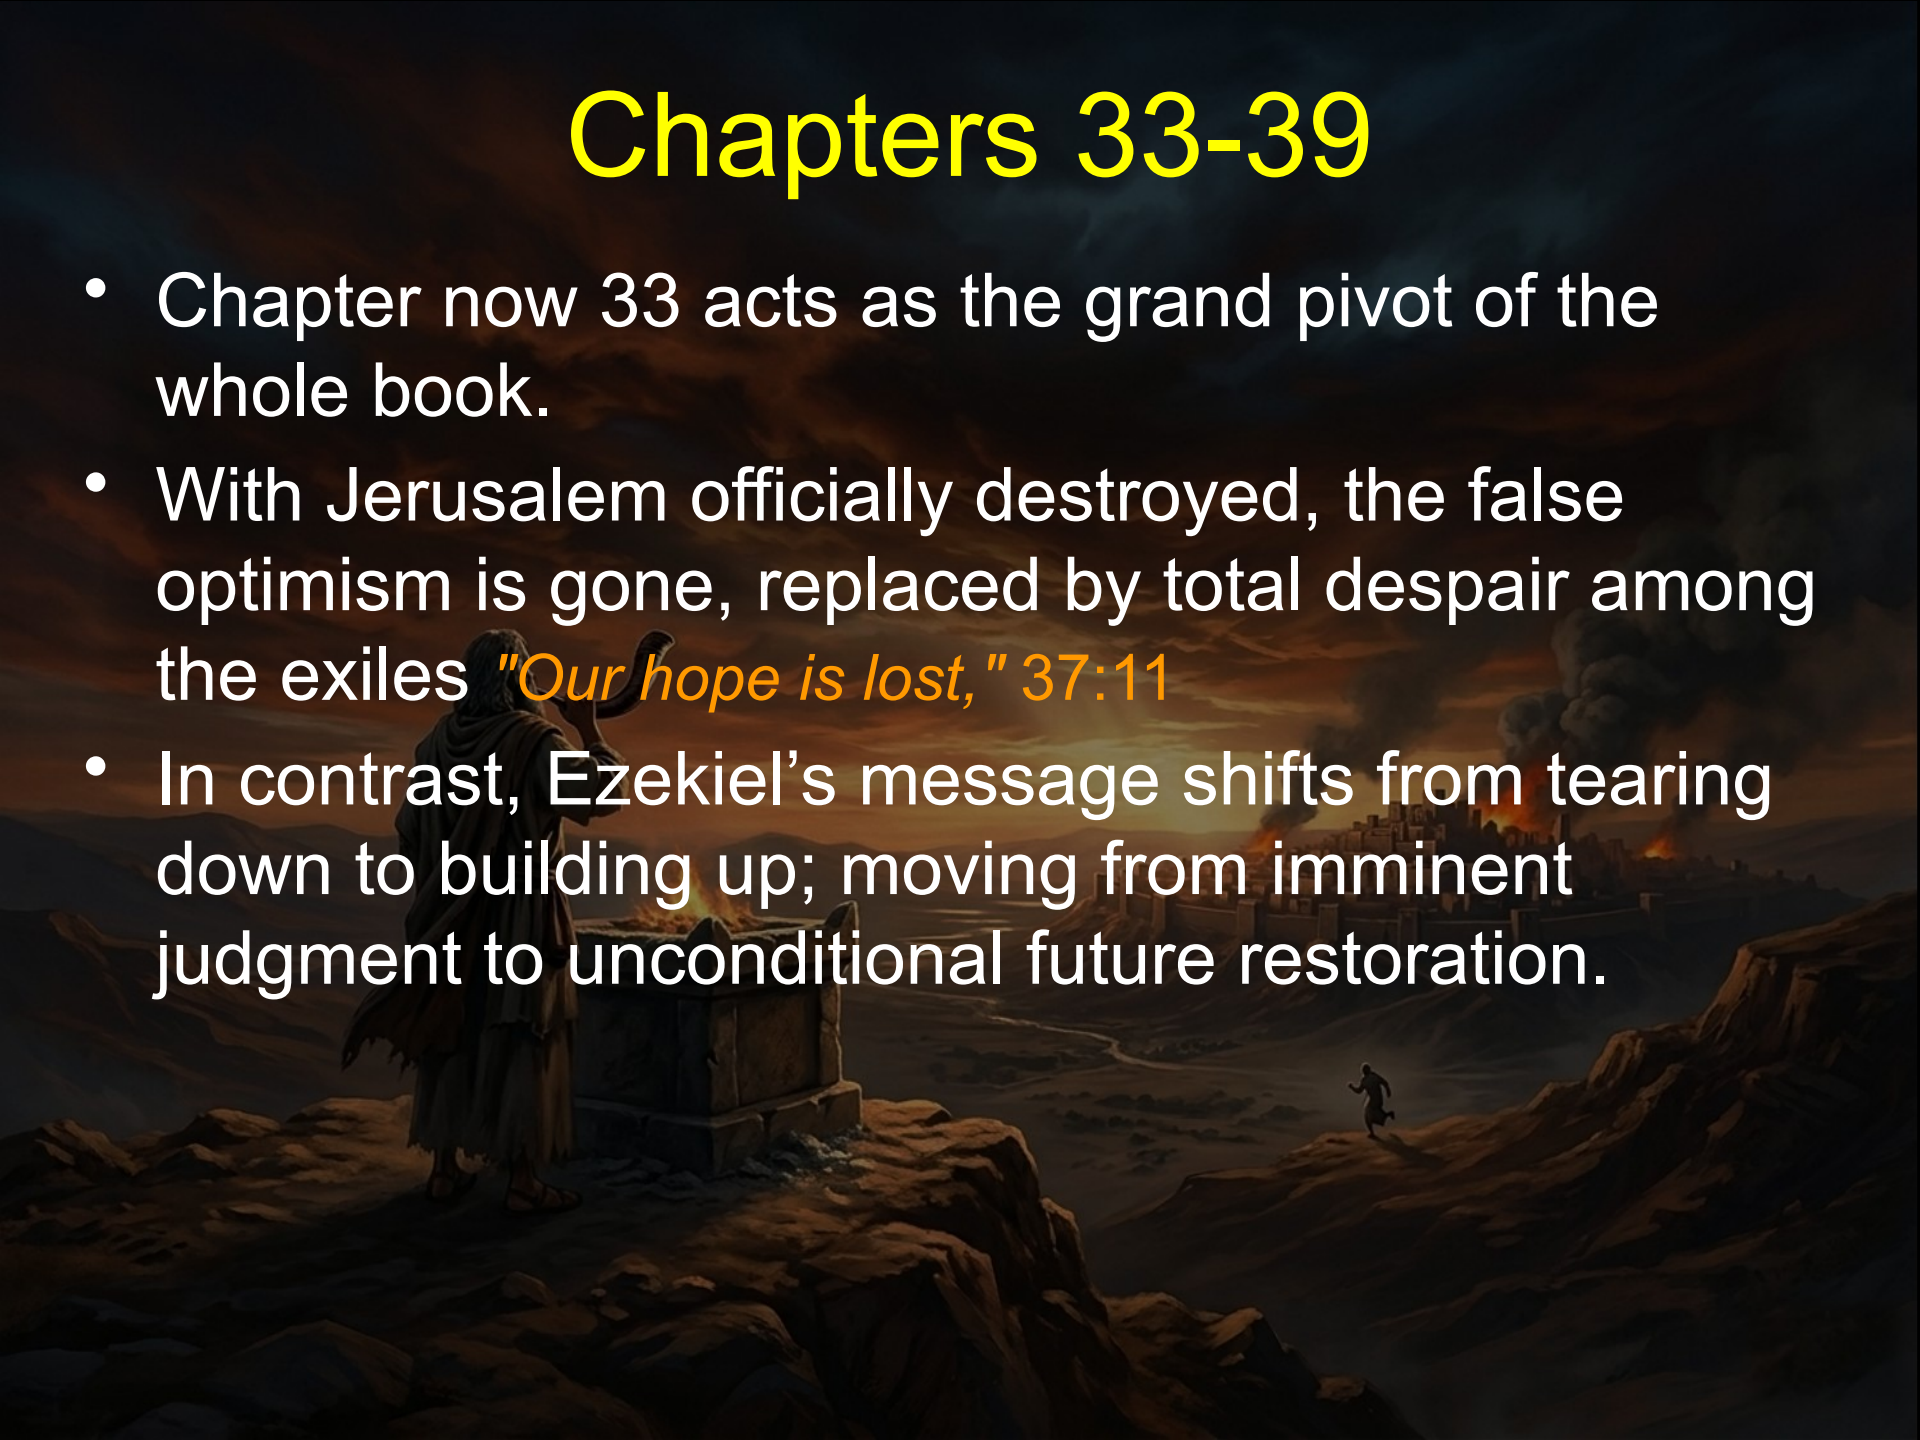 Chapters 33-39
• Chapter now 33 acts as the grand pivot of the
whole book.
• With Jerusalem officially destroyed, the false
optimism is gone, replaced by total despair among
the exiles "Our hope is lost," 37:11
• In contrast, Ezekiel’s message shifts from tearing
down to building up; moving from imminent
judgment to unconditional future restoration.